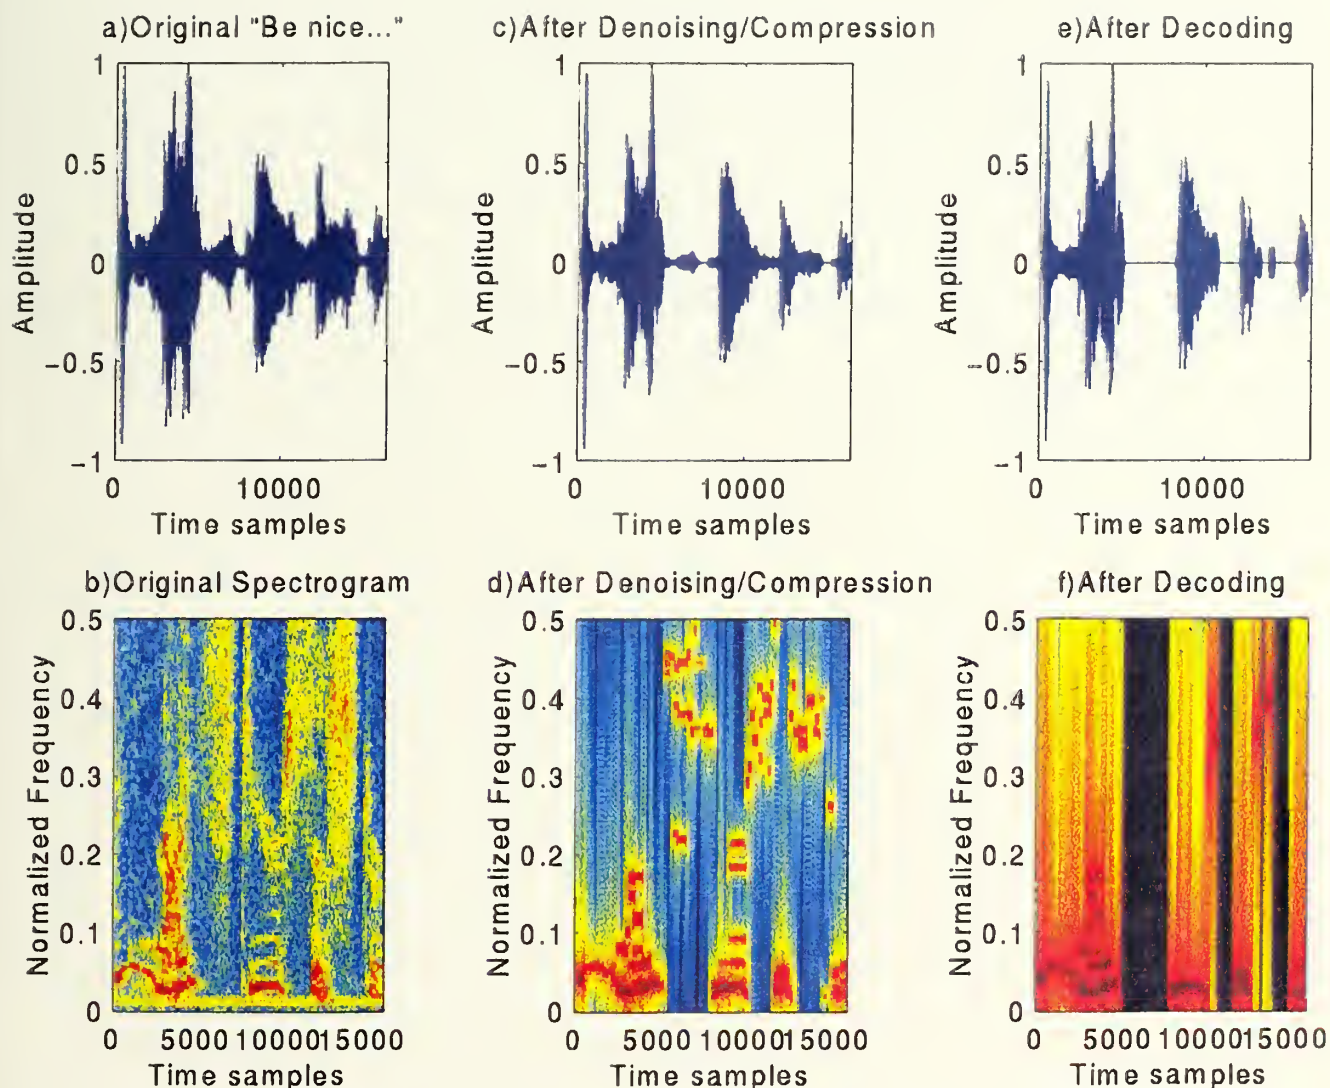 a)Original "Be nice..."
1
0.5
0
−0.5
−1
Amplitude
0 10000
Time samples
c)After Denoising/Compression
1
0.5
0
−0.5
−1
Amplitude
0 10000
Time samples
e)After Decoding
1
0.5
0
−0.5
−1
Amplitude
0 10000
Time samples
b)Original Spectrogram
0.5
0.4
0.3
0.2
0.1
0
Normalized Frequency
0 5000 10000 15000
Time samples
d)After Denoising/Compression
0.5
0.4
0.3
0.2
0.1
0
Normalized Frequency
0 5000 10000 15000
Time samples
f)After Decoding
0.5
0.4
0.3
0.2
0.1
0
Normalized Frequency
0 5000 10000 15000
Time samples